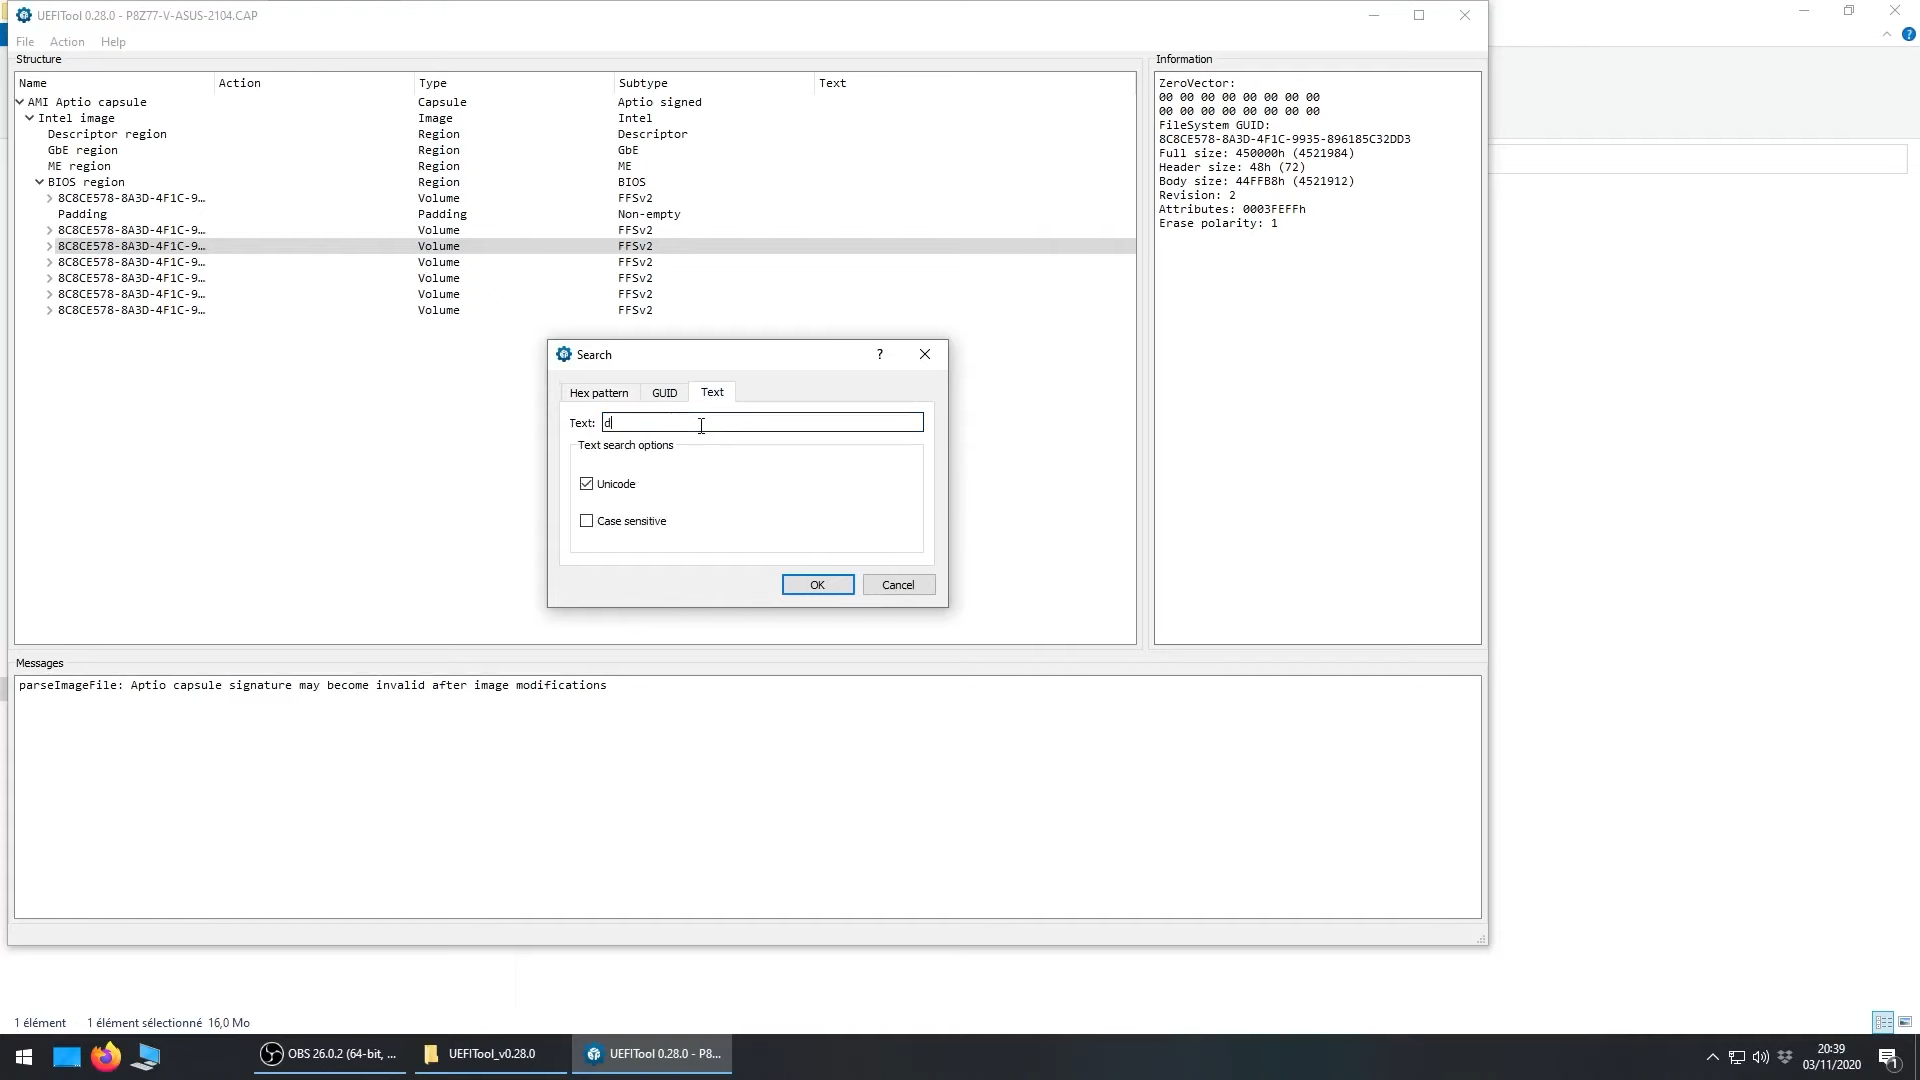 UEFITool 0.28.0 - P8Z77-V-ASUS-2104.CAP
File Action Help
Structure
Name Action Type Subtype Text
AMI Aptio capsule Capsule Aptio signed
Intel image Image Intel
Descriptor region Region Descriptor
GbE region Region GbE
ME region Region ME
BIOS region Region BIOS
8C8CE578-8A3D-4F1C-9… Volume FFSv2
Padding Padding Non-empty
8C8CE578-8A3D-4F1C-9… Volume FFSv2
8C8CE578-8A3D-4F1C-9… Volume FFSv2
8C8CE578-8A3D-4F1C-9… Volume FFSv2
8C8CE578-8A3D-4F1C-9… Volume FFSv2
8C8CE578-8A3D-4F1C-9… Volume FFSv2
8C8CE578-8A3D-4F1C-9… Volume FFSv2
Information
ZeroVector:
00 00 00 00 00 00 00 00
00 00 00 00 00 00 00 00
FileSystem GUID:
8C8CE578-8A3D-4F1C-9935-896185C32DD3
Full size: 450000h (4521984)
Header size: 48h (72)
Body size: 44FFB8h (4521912)
Revision: 2
Attributes: 0003FEFFh
Erase polarity: 1
Search
?
Hex pattern GUID Text
Text: d
Text search options
Unicode
Case sensitive
OK Cancel
Messages
parseImageFile: Aptio capsule signature may become invalid after image modifications
1 élément 1 élément sélectionné 16,0 Mo
OBS 26.0.2 (64-bit, ... UEFITool_v0.28.0 UEFITool 0.28.0 - P8...
20:39
03/11/2020
1
?